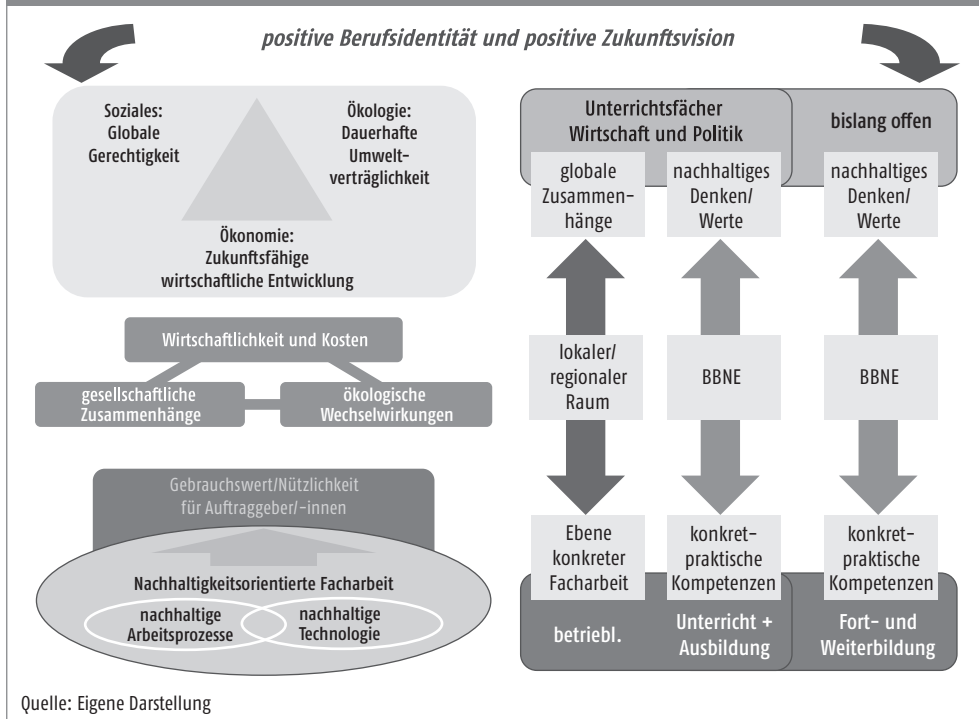 positive Berufsidentität und positive Zukunftsvision
Soziales:
Globale
Gerechtigkeit
Ökologie:
Dauerhafte
Umwelt-
verträglichkeit
Ökonomie:
Zukunftsfähige
wirtschaftliche Entwicklung
Wirtschaftlichkeit und Kosten
gesellschaftliche
Zusammenhänge
ökologische
Wechselwirkungen
Gebrauchswert/Nützlichkeit
für Auftraggeber/-innen
Nachhaltigkeitsorientierte Facharbeit
nachhaltige
Arbeitsprozesse
nachhaltige
Technologie
Unterrichtsfächer
Wirtschaft und Politik
bislang offen
globale
Zusammen-
hänge
nachhaltiges
Denken/
Werte
nachhaltiges
Denken/
Werte
lokaler/
regionaler
Raum
BBNE
BBNE
Ebene
konkreter
Facharbeit
konkret-
praktische
Kompetenzen
konkret-
praktische
Kompetenzen
betriebl.
Unterricht +
Ausbildung
Fort- und
Weiterbildung
Quelle: Eigene Darstellung